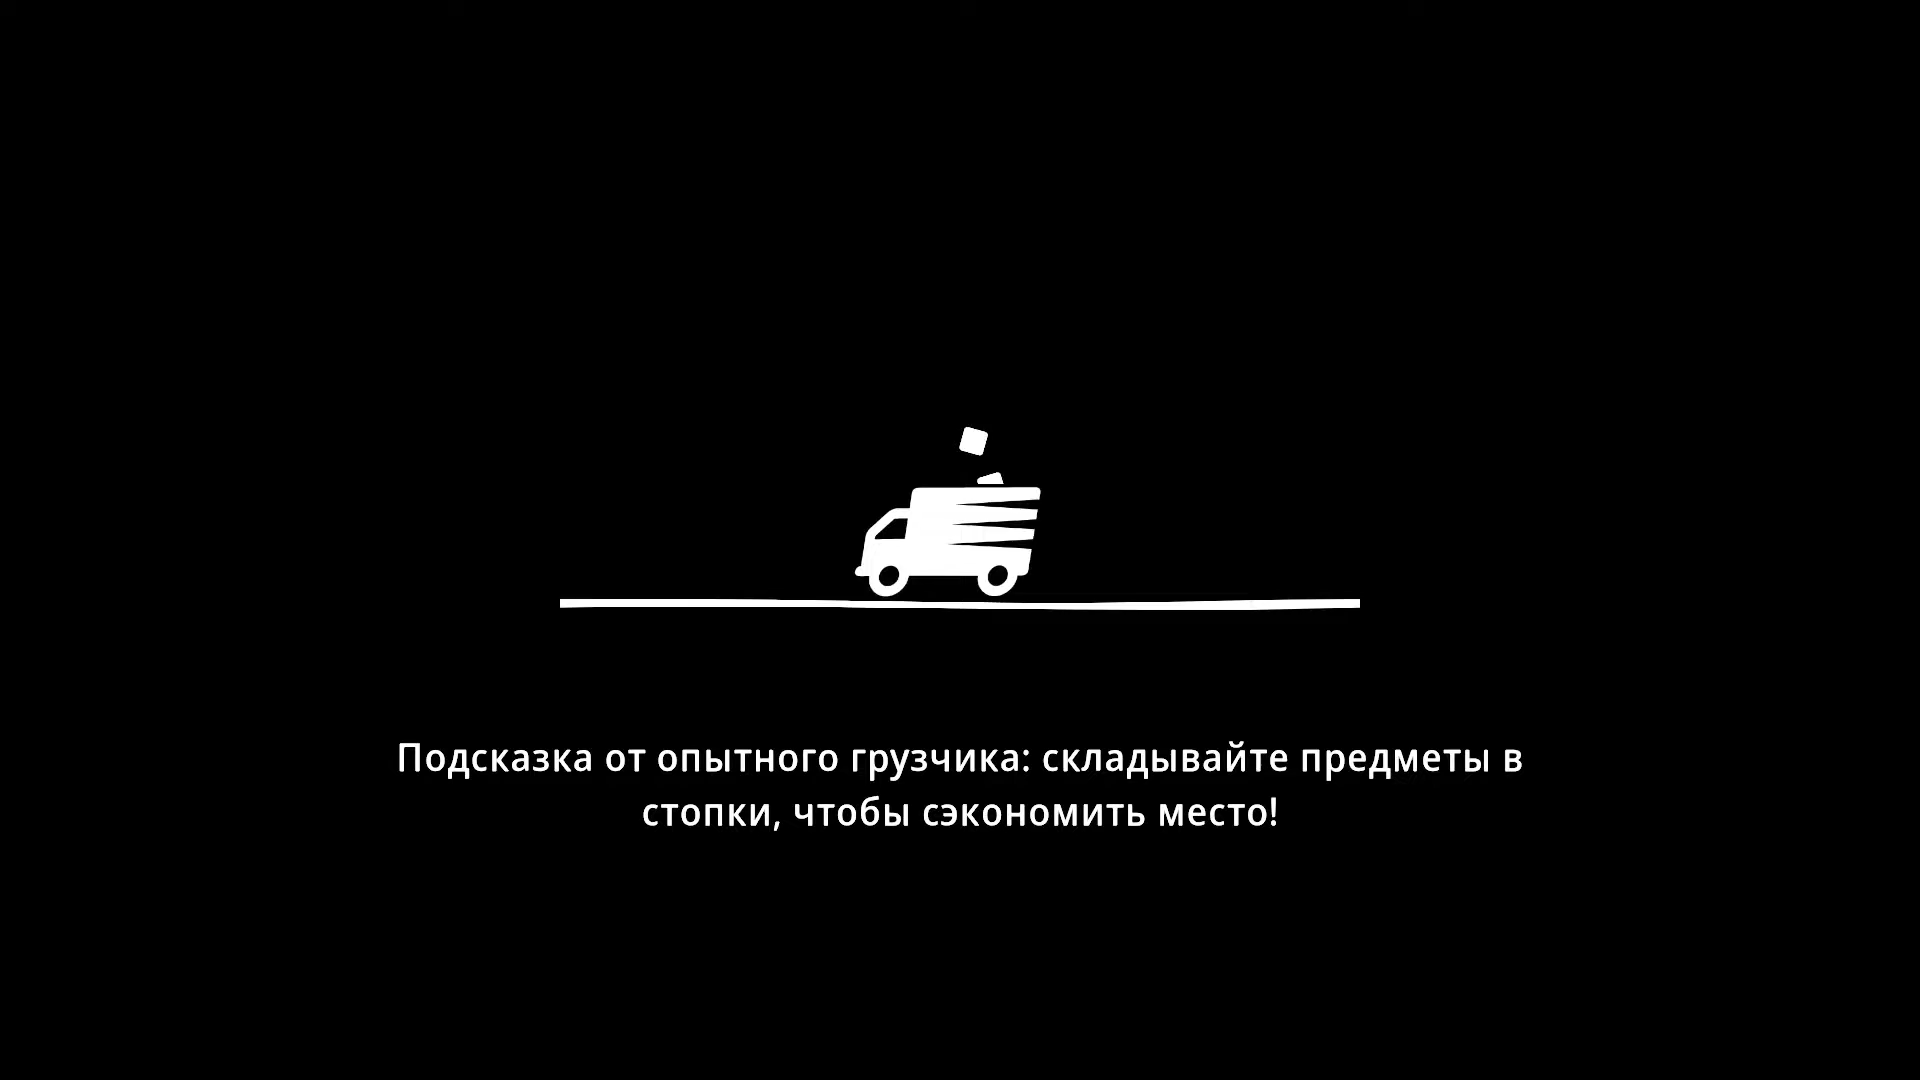 Подсказка от опытного грузчика: складывайте предметы в
стопки, чтобы сэкономить место!